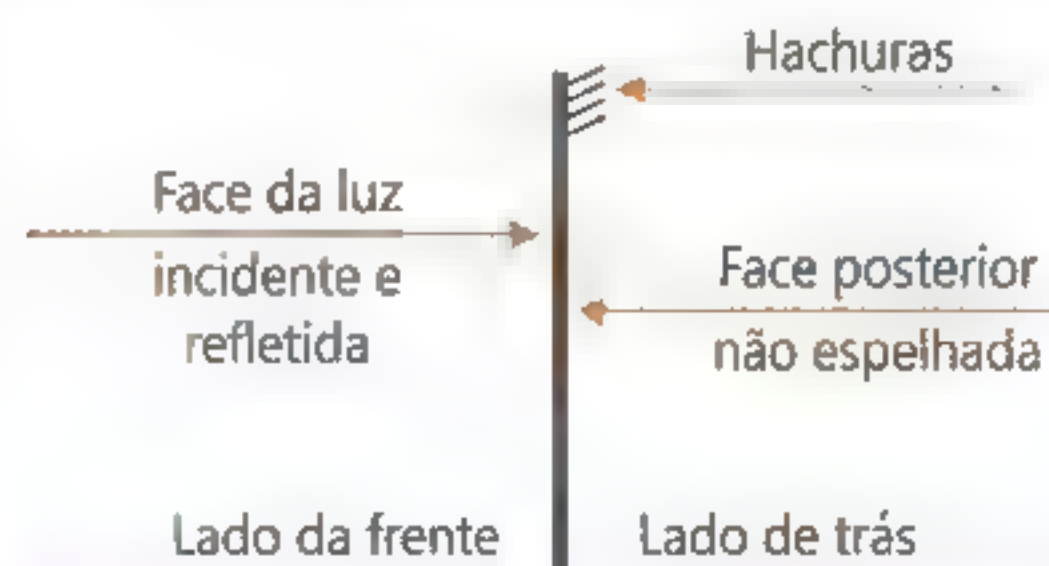 Hachuras
Face da luz
incidente e
refletida
Face posterior
não espelhada
Lado da frente
Lado de trás